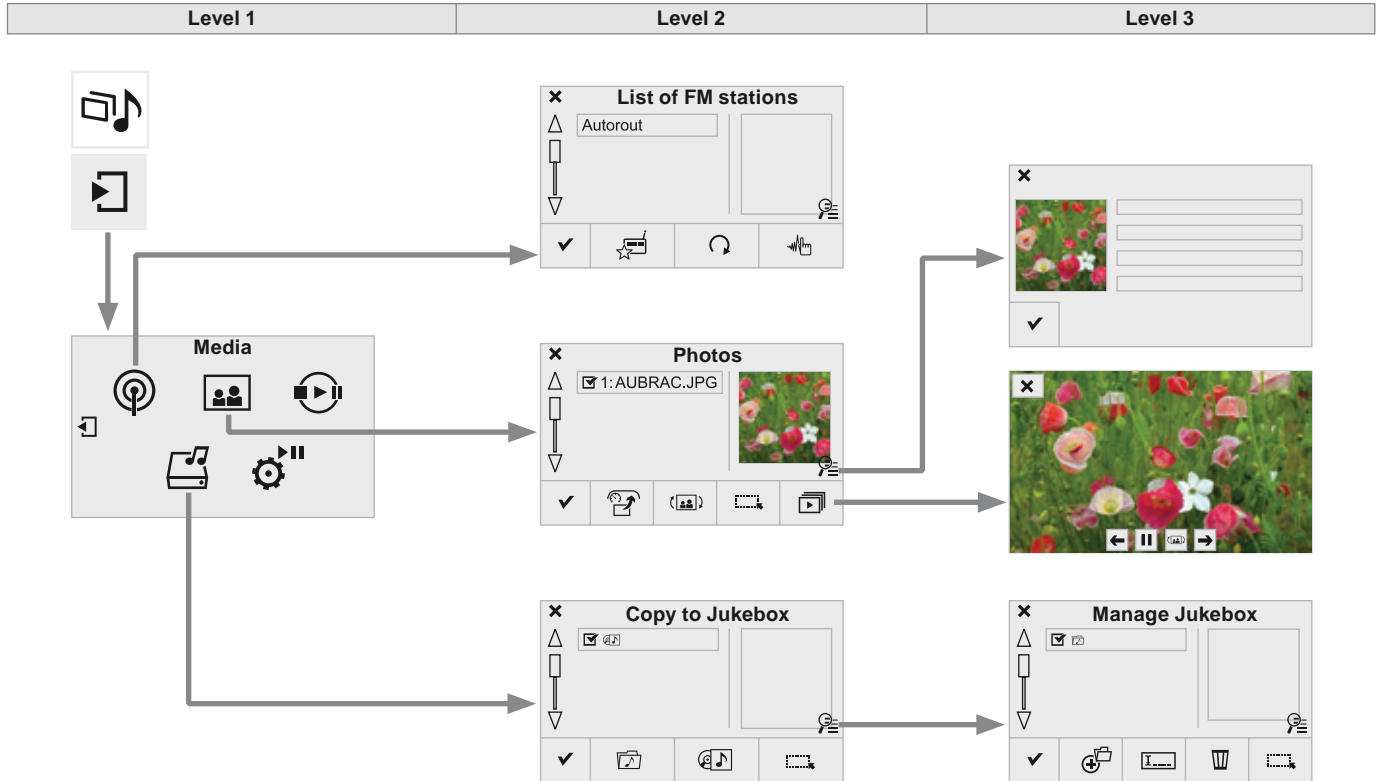 Level 1
Level 2
Level 3
List of FM stations
Autorout
Media
Photos
1: AUBRAC.JPG
Copy to Jukebox
Manage Jukebox